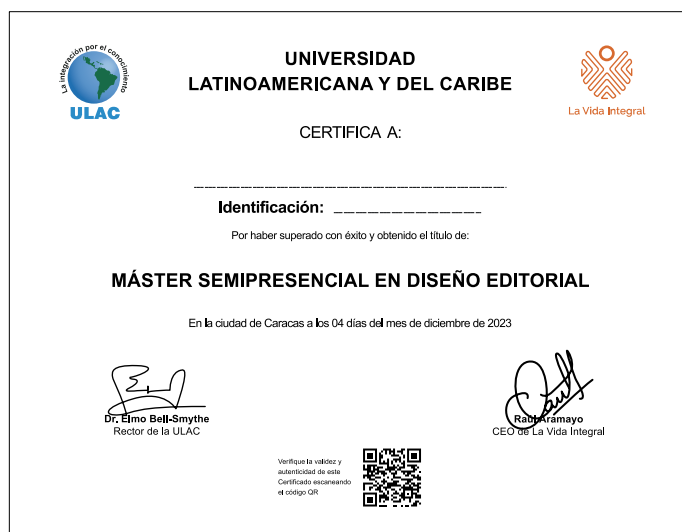 La integración por el conocimiento
ULAC
UNIVERSIDAD
LATINOAMERICANA Y DEL CARIBE
La Vida Integral
CERTIFICA A:
Identificación:
Por haber superado con éxito y obtenido el título de:
MÁSTER SEMIPRESENCIAL EN DISEÑO EDITORIAL
En la ciudad de Caracas a los 04 días del mes de diciembre de 2023
Dr. Elmo Bell-Smythe
Rector de la ULAC
Raúl Aramayo
CEO de La Vida Integral
Verifique la validez y
autenticidad de este
Certificado escaneando
el código QR